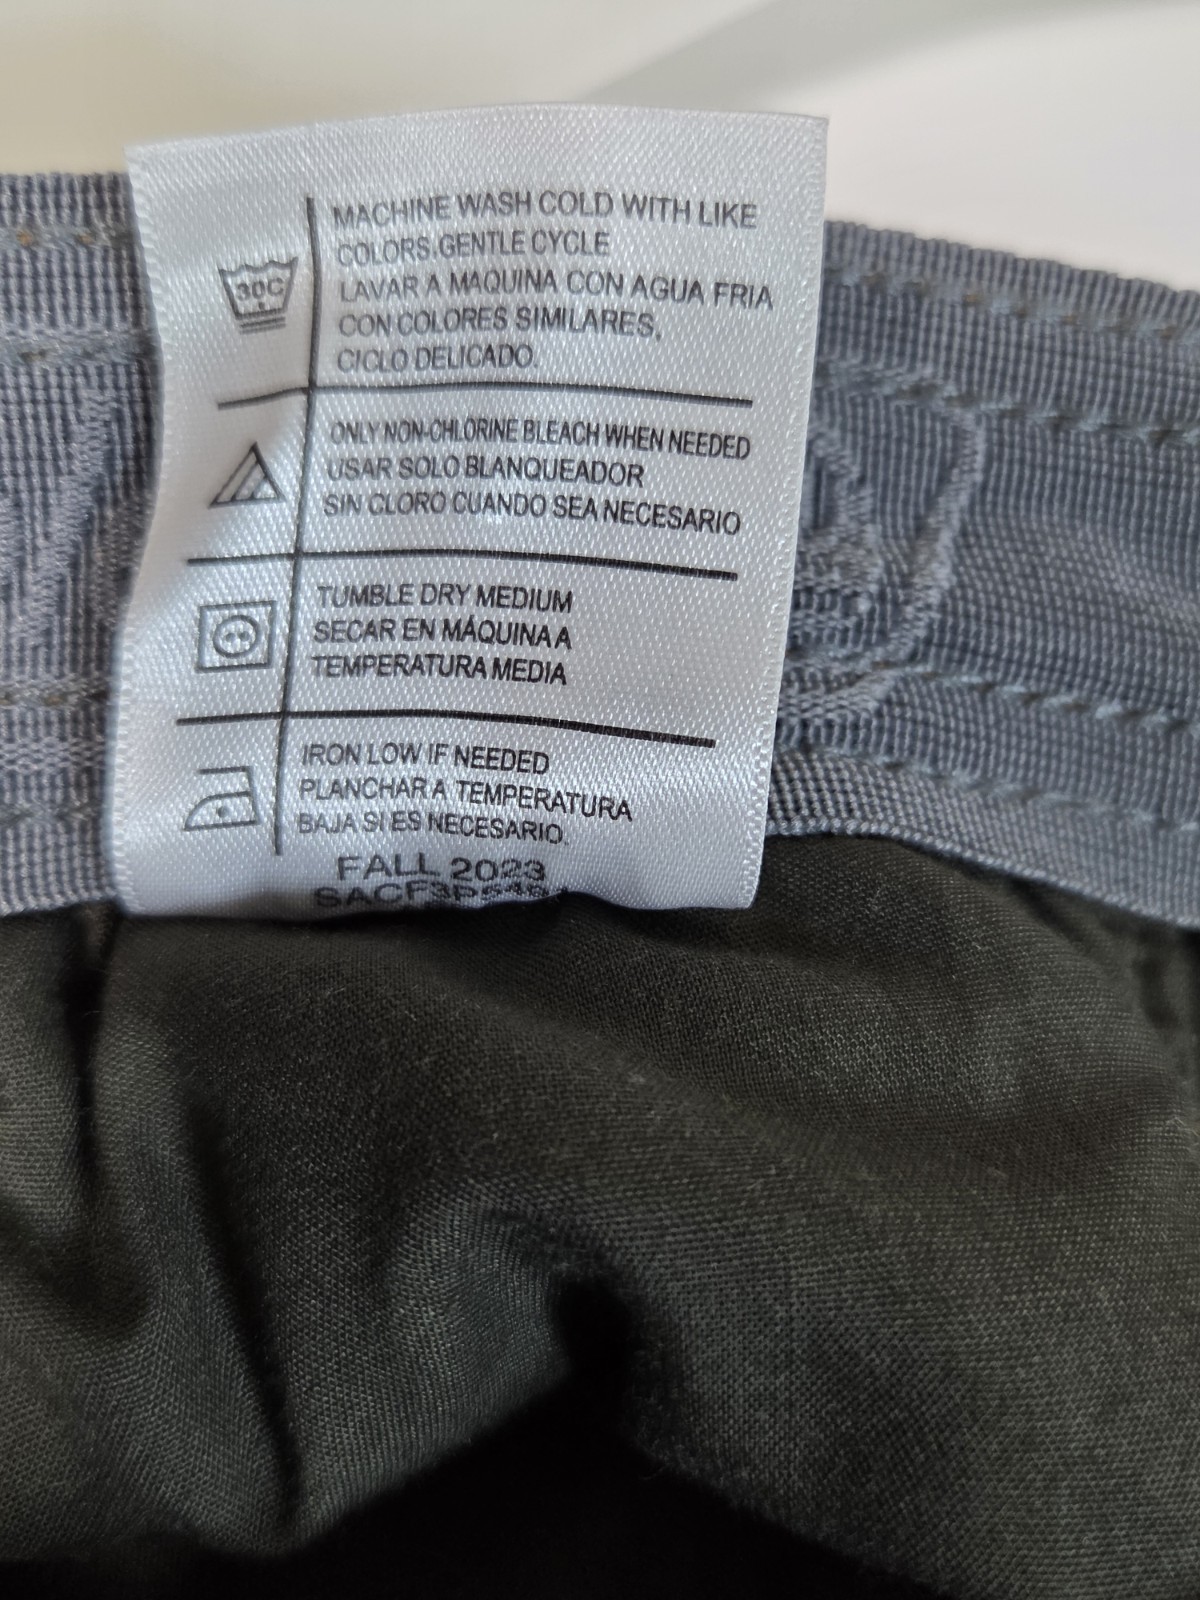 30C
MACHINE WASH COLD WITH LIKE
COLORS.GENTLE CYCLE
LAVAR A MAQUINA CON AGUA FRIA
CON COLORES SIMILARES,
CICLO DELICADO.
ONLY NON-CHLORINE BLEACH WHEN NEEDED
USAR SOLO BLANQUEADOR
SIN CLORO CUANDO SEA NECESARIO
TUMBLE DRY MEDIUM
SECAR EN MÁQUINA A
TEMPERATURA MEDIA
IRON LOW IF NEEDED
PLANCHAR A TEMPERATURA
BAJA SI ES NECESARIO.
FALL 2023